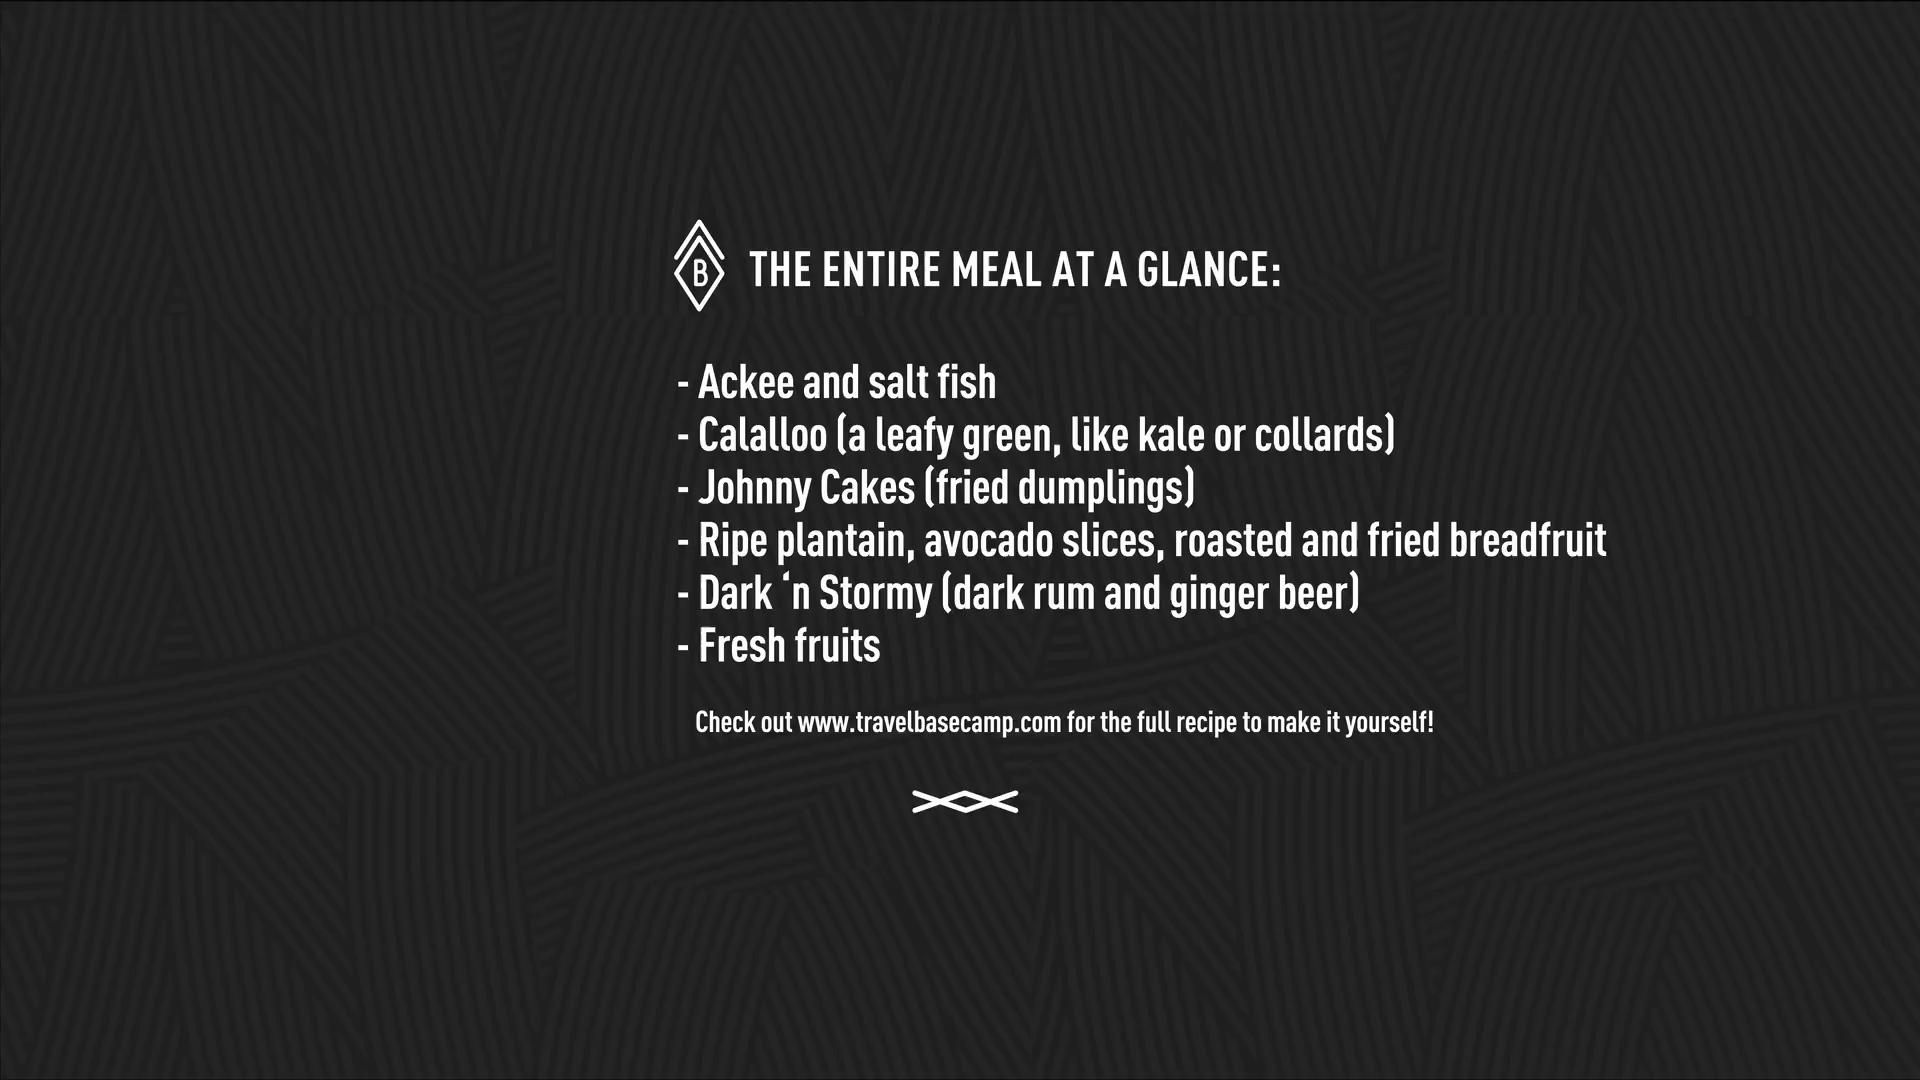 B
THE ENTIRE MEAL AT A GLANCE:
- Ackee and salt fish
- Calalloo (a leafy green, like kale or collards)
- Johnny Cakes (fried dumplings)
- Ripe plantain, avocado slices, roasted and fried breadfruit
- Dark ‘n Stormy (dark rum and ginger beer)
- Fresh fruits
Check out www.travelbasecamp.com for the full recipe to make it yourself!